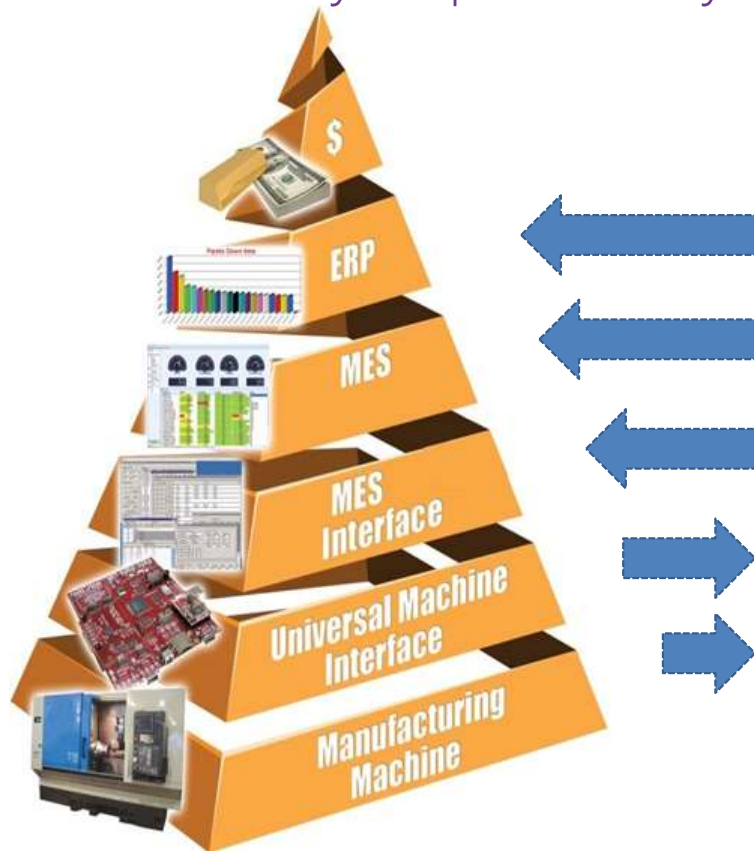 $
ERP
MES
MES
Interface
Universal Machine
Interface
Manufacturing
Machine